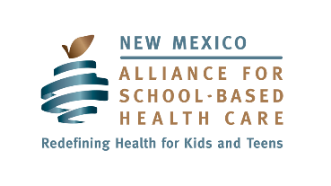 NEW MEXICO
ALLIANCE FOR
SCHOOL-BASED
HEALTH CARE
Redefining Health for Kids and Teens